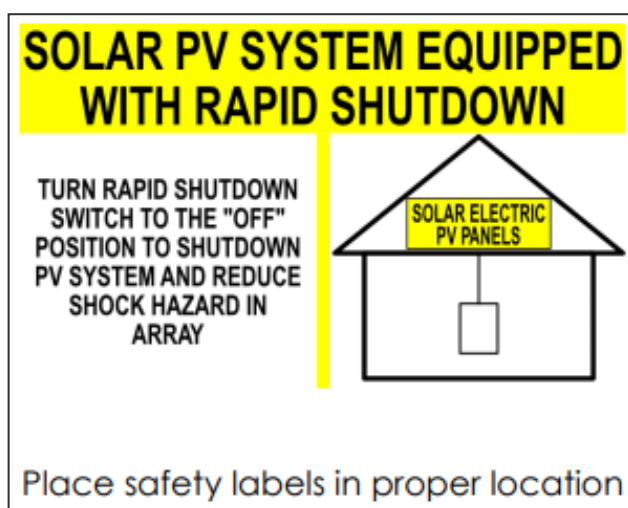 SOLAR PV SYSTEM EQUIPPED
WITH RAPID SHUTDOWN
TURN RAPID SHUTDOWN
SWITCH TO THE "OFF"
POSITION TO SHUTDOWN
PV SYSTEM AND REDUCE
SHOCK HAZARD IN
ARRAY
SOLAR ELECTRIC
PV PANELS
Place safety labels in proper location